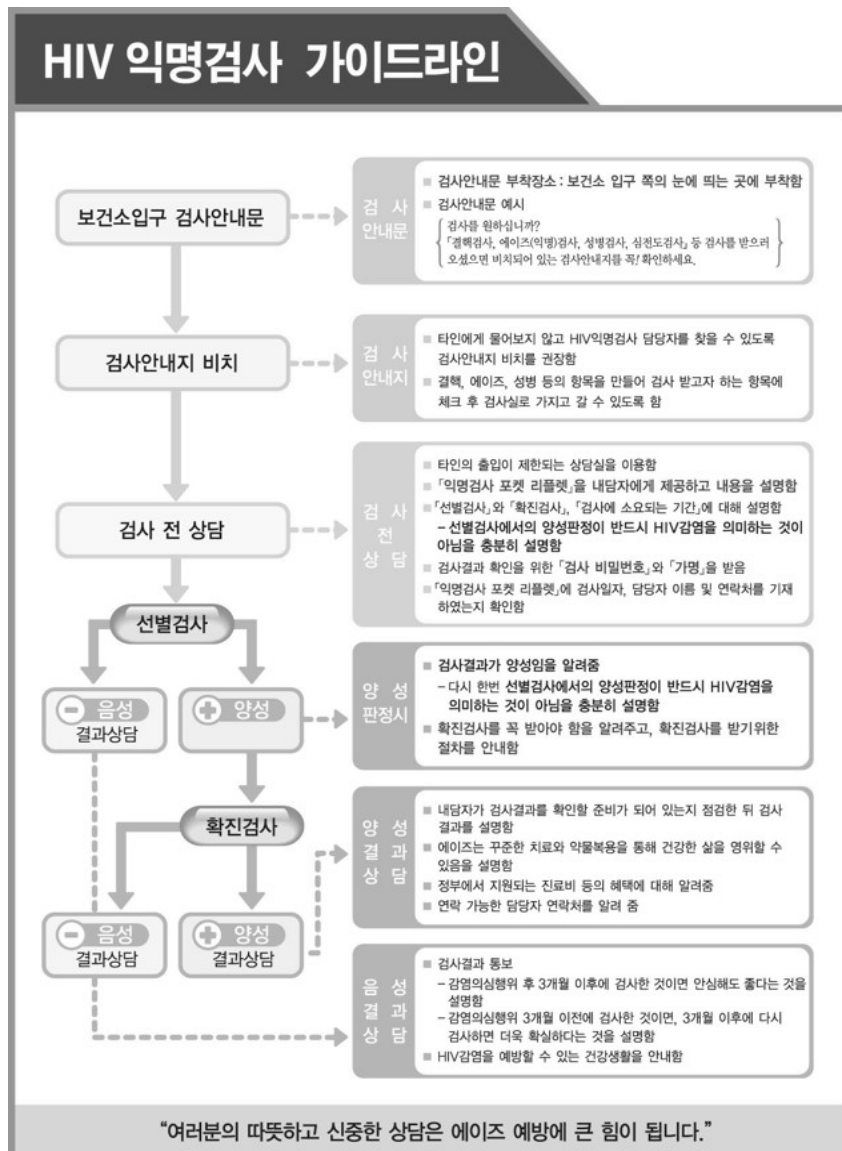 HIV 익명검사 가이드라인
보건소입구 검사안내문
검 사
안내문
■ 검사안내문 부착장소 : 보건소 입구 쪽의 눈에 띄는 곳에 부착함
■ 검사안내문 예시
검사를 원하십니까?
「결핵검사, 에이즈(익명)검사, 성병검사, 심전도검사」 등 검사를 받으러
오셨으면 비치되어 있는 검사안내지를 꼭! 확인하세요.
검사안내지 비치
검 사
안내지
■ 타인에게 물어보지 않고 HIV익명검사 담당자를 찾을 수 있도록
검사안내지 비치를 권장함
■ 결핵, 에이즈, 성병 등의 항목을 만들어 검사 받고자 하는 항목에
체크 후 검사실로 가지고 갈 수 있도록 함
검사 전 상담
검 사
전
상 담
■ 타인의 출입이 제한되는 상담실을 이용함
■ 「익명검사 포켓 리플렛」을 내담자에게 제공하고 내용을 설명함
■ 「선별검사」와 「확진검사」, 「검사에 소요되는 기간」에 대해 설명함
– 선별검사에서의 양성판정이 반드시 HIV감염을 의미하는 것이
아님을 충분히 설명함
■ 검사결과 확인을 위한 「검사 비밀번호」와 「가명」을 받음
■ 「익명검사 포켓 리플렛」에 검사일자, 담당자 이름 및 연락처를 기재
하였는지 확인함
선별검사
− 음성
결과상담
+ 양성
양 성
판정시
■ 검사결과가 양성임을 알려줌
– 다시 한번 선별검사에서의 양성판정이 반드시 HIV감염을
의미하는 것이 아님을 충분히 설명함
■ 확진검사를 꼭 받아야 함을 알려주고, 확진검사를 받기위한
절차를 안내함
확진검사
− 음성
결과상담
+ 양성
결과상담
양 성
결 과
상 담
■ 내담자가 검사결과를 확인할 준비가 되어 있는지 점검한 뒤 검사
결과를 설명함
■ 에이즈는 꾸준한 치료와 약물복용을 통해 건강한 삶을 영위할 수
있음을 설명함
■ 정부에서 지원되는 진료비 등의 혜택에 대해 알려줌
■ 연락 가능한 담당자 연락처를 알려 줌
음 성
결 과
상 담
■ 검사결과 통보
– 감염의심행위 후 3개월 이후에 검사한 것이면 안심해도 좋다는 것을
설명함
– 감염의심행위 3개월 이전에 검사한 것이면, 3개월 이후에 다시
검사하면 더욱 확실하다는 것을 설명함
■ HIV감염을 예방할 수 있는 건강생활을 안내함
“여러분의 따뜻하고 신중한 상담은 에이즈 예방에 큰 힘이 됩니다.”